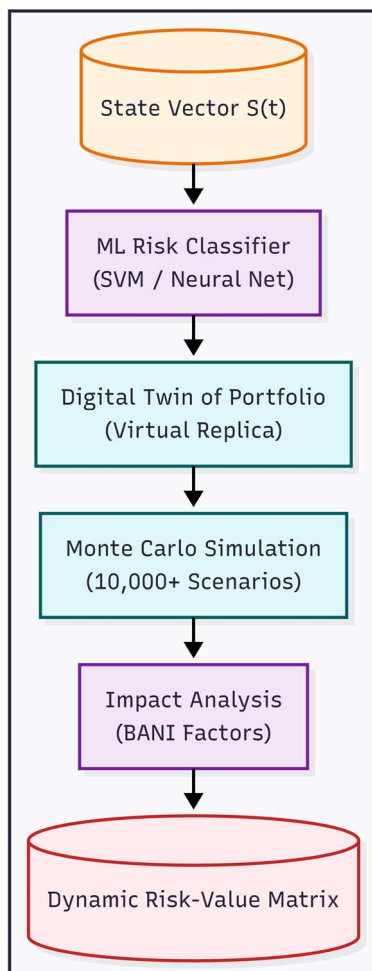 State Vector S(t)
ML Risk Classifier
(SVM / Neural Net)
Digital Twin of Portfolio
(Virtual Replica)
Monte Carlo Simulation
(10,000+ Scenarios)
Impact Analysis
(BANI Factors)
Dynamic Risk-Value Matrix